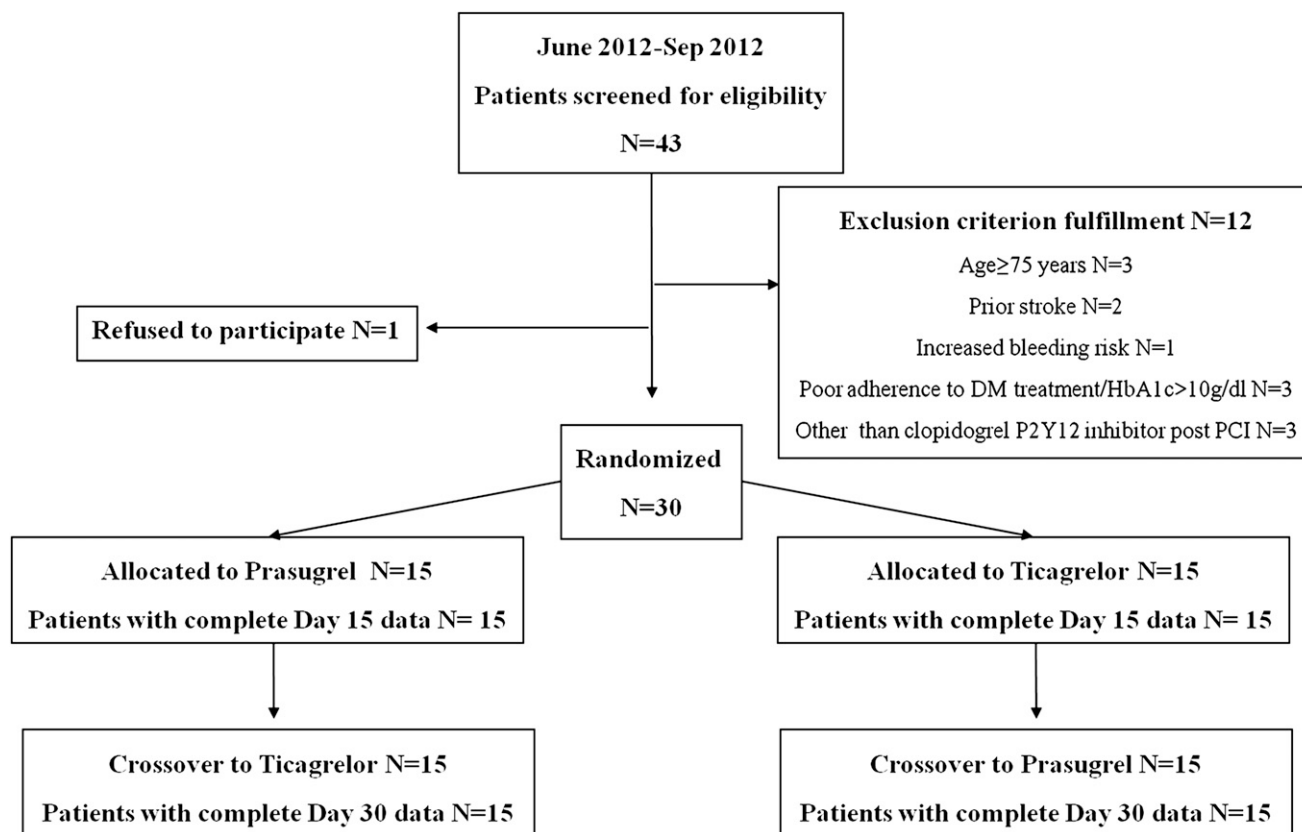 June 2012-Sep 2012
Patients screened for eligibility
N=43
Exclusion criterion fulfillment N=12
Age≥75 years N=3
Prior stroke N=2
Increased bleeding risk N=1
Poor adherence to DM treatment/HbA1c>10g/dl N=3
Other than clopidogrel P2Y12 inhibitor post PCI N=3
Refused to participate N=1
Randomized
N=30
Allocated to Prasugrel N=15
Patients with complete Day 15 data N= 15
Allocated to Ticagrelor N=15
Patients with complete Day 15 data N= 15
Crossover to Ticagrelor N=15
Patients with complete Day 30 data N=15
Crossover to Prasugrel N=15
Patients with complete Day 30 data N=15